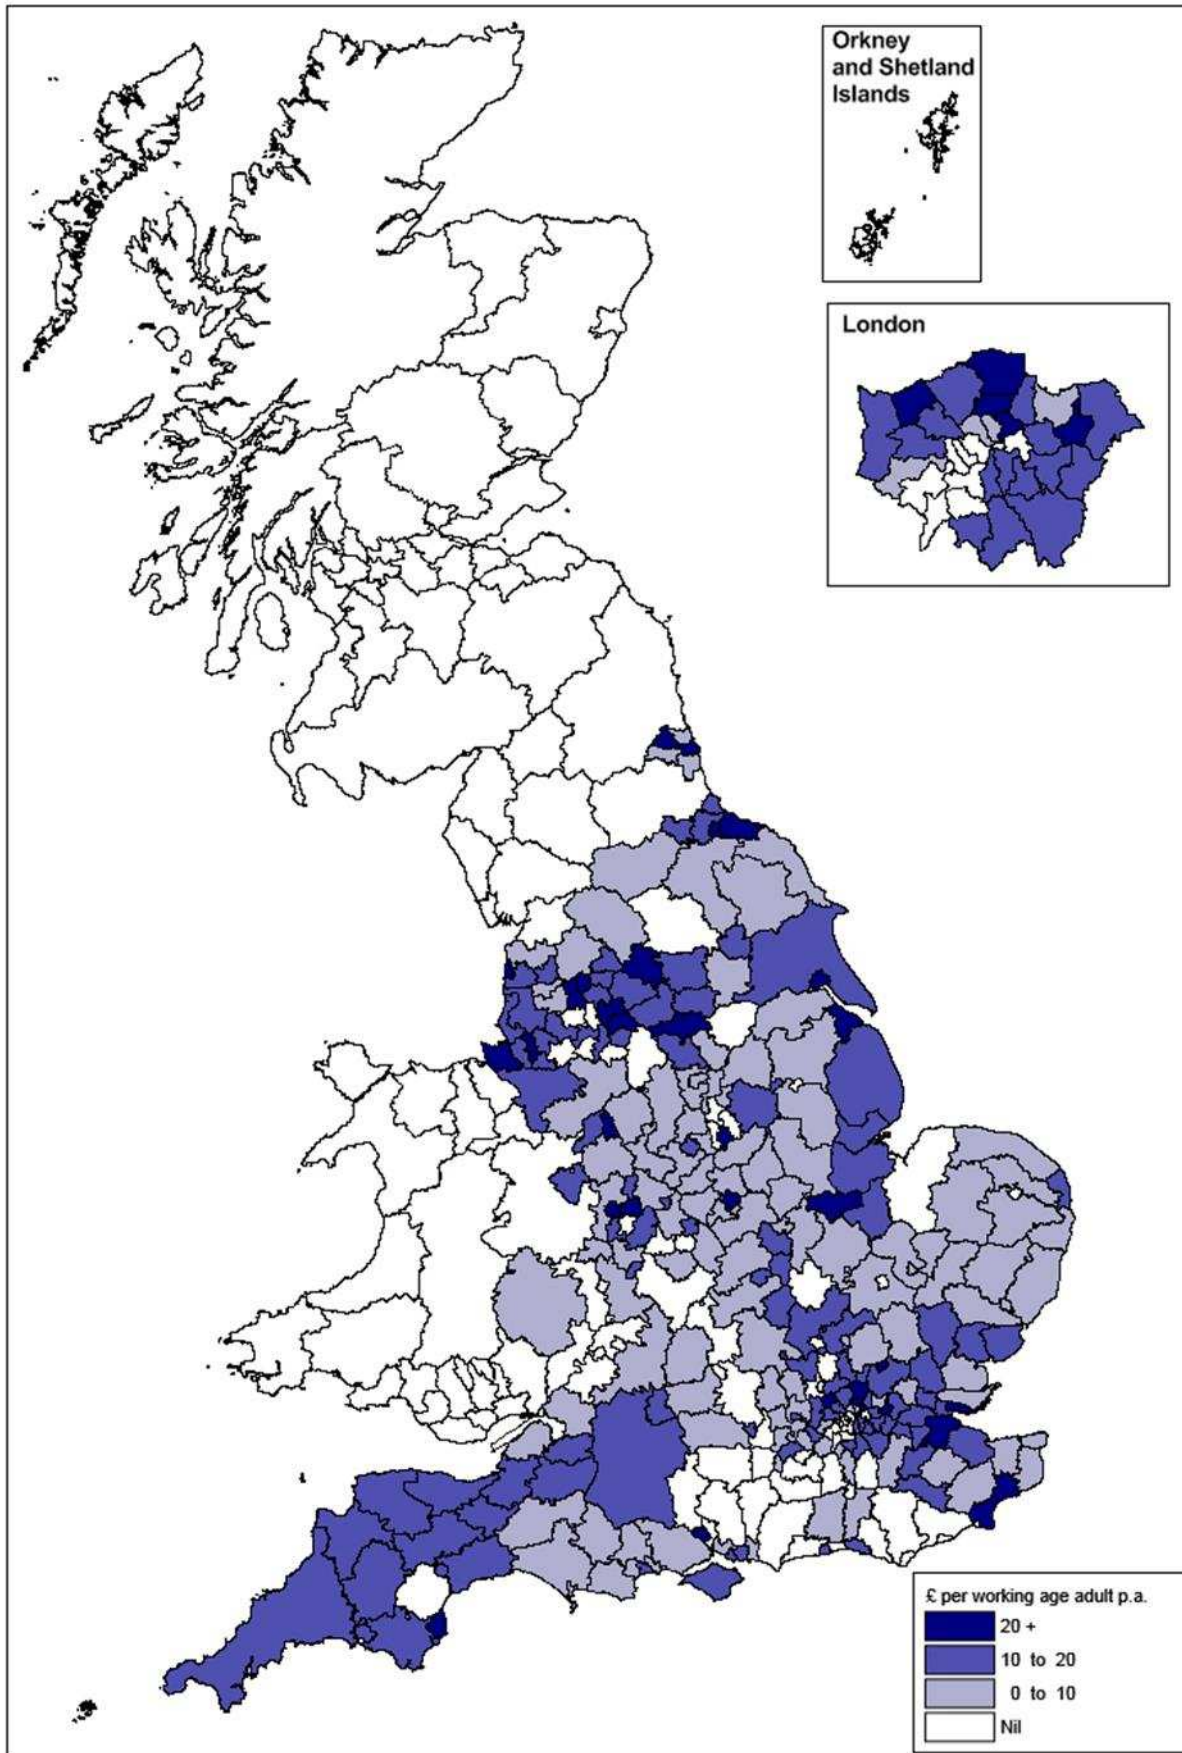 Orkney
and Shetland
Islands
London
£ per working age adult p.a.
20 +
10 to 20
0 to 10
Nil